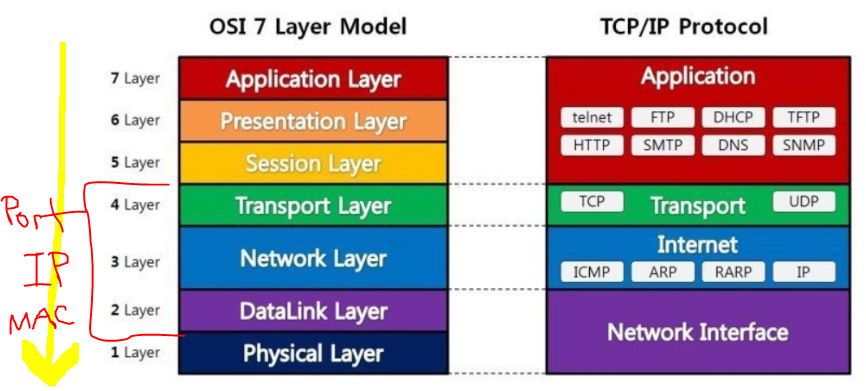 OSI 7 Layer Model
TCP/IP Protocol
7 Layer
Application Layer
Application
6 Layer
Presentation Layer
telnet FTP DHCP TFTP
HTTP SMTP DNS SNMP
5 Layer
Session Layer
Port
4 Layer
Transport Layer
TCP Transport UDP
IP
3 Layer
Network Layer
Internet
ICMP ARP RARP IP
MAC
2 Layer
DataLink Layer
Network Interface
1 Layer
Physical Layer